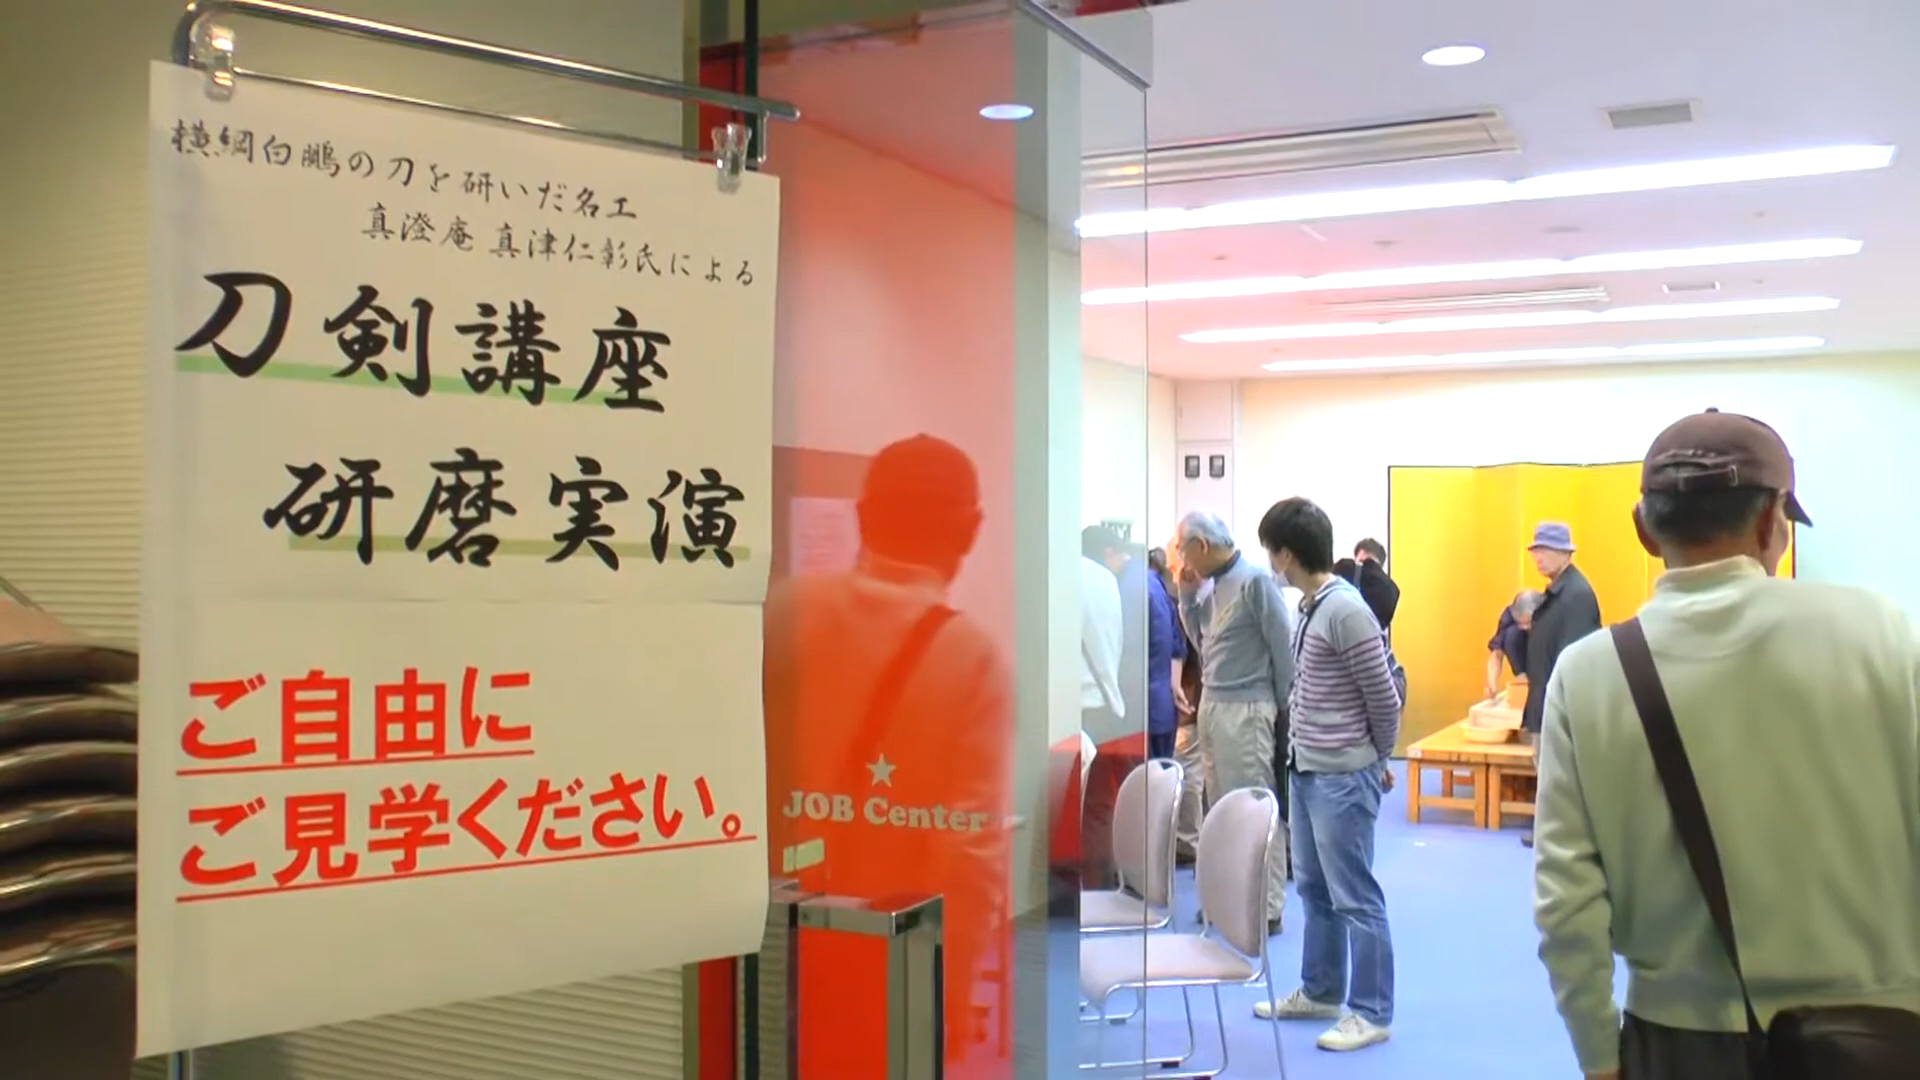 横綱白鵬の刀を研いだ名工
真澄庵 真津仁彰氏による
刀剣講座
研磨実演
ご自由に
ご見学ください。
JOB Center